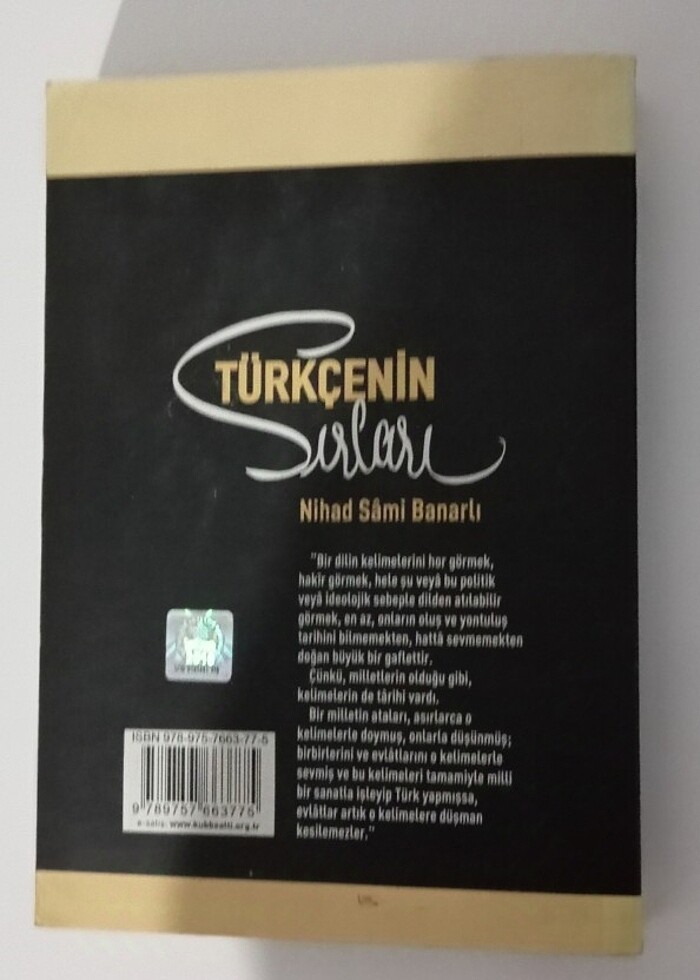 TÜRKÇENİN
Sırları
Nihad Sâmi Banarlı
"Bir dilin kelimelerini hor görmek,
hakîr görmek, hele şu veyâ bu politik
veyâ ideolojik sebeple dilden atılabilir
görmek, en az, onların oluş ve yontuluş
tarihini bilmemekten, hattâ sevmemekten
doğan büyük bir gaflettir.
Çünkü, milletlerin olduğu gibi,
kelimelerin de târihi vardı.
Bir milletin ataları, asırlarca o
kelimelerle doymuş, onlarla düşünmüş;
birbirlerini ve evlâtlarını o kelimelerle
sevmiş ve bu kelimeleri tamamiyle millî
bir sanatla işleyip Türk yapmışsa,
evlâtlar artık o kelimelere düşman
kesilemezler."
ISBN 978-975-7663-77-5
9 789757 663775
e-satış: www.kubbealti.org.tr